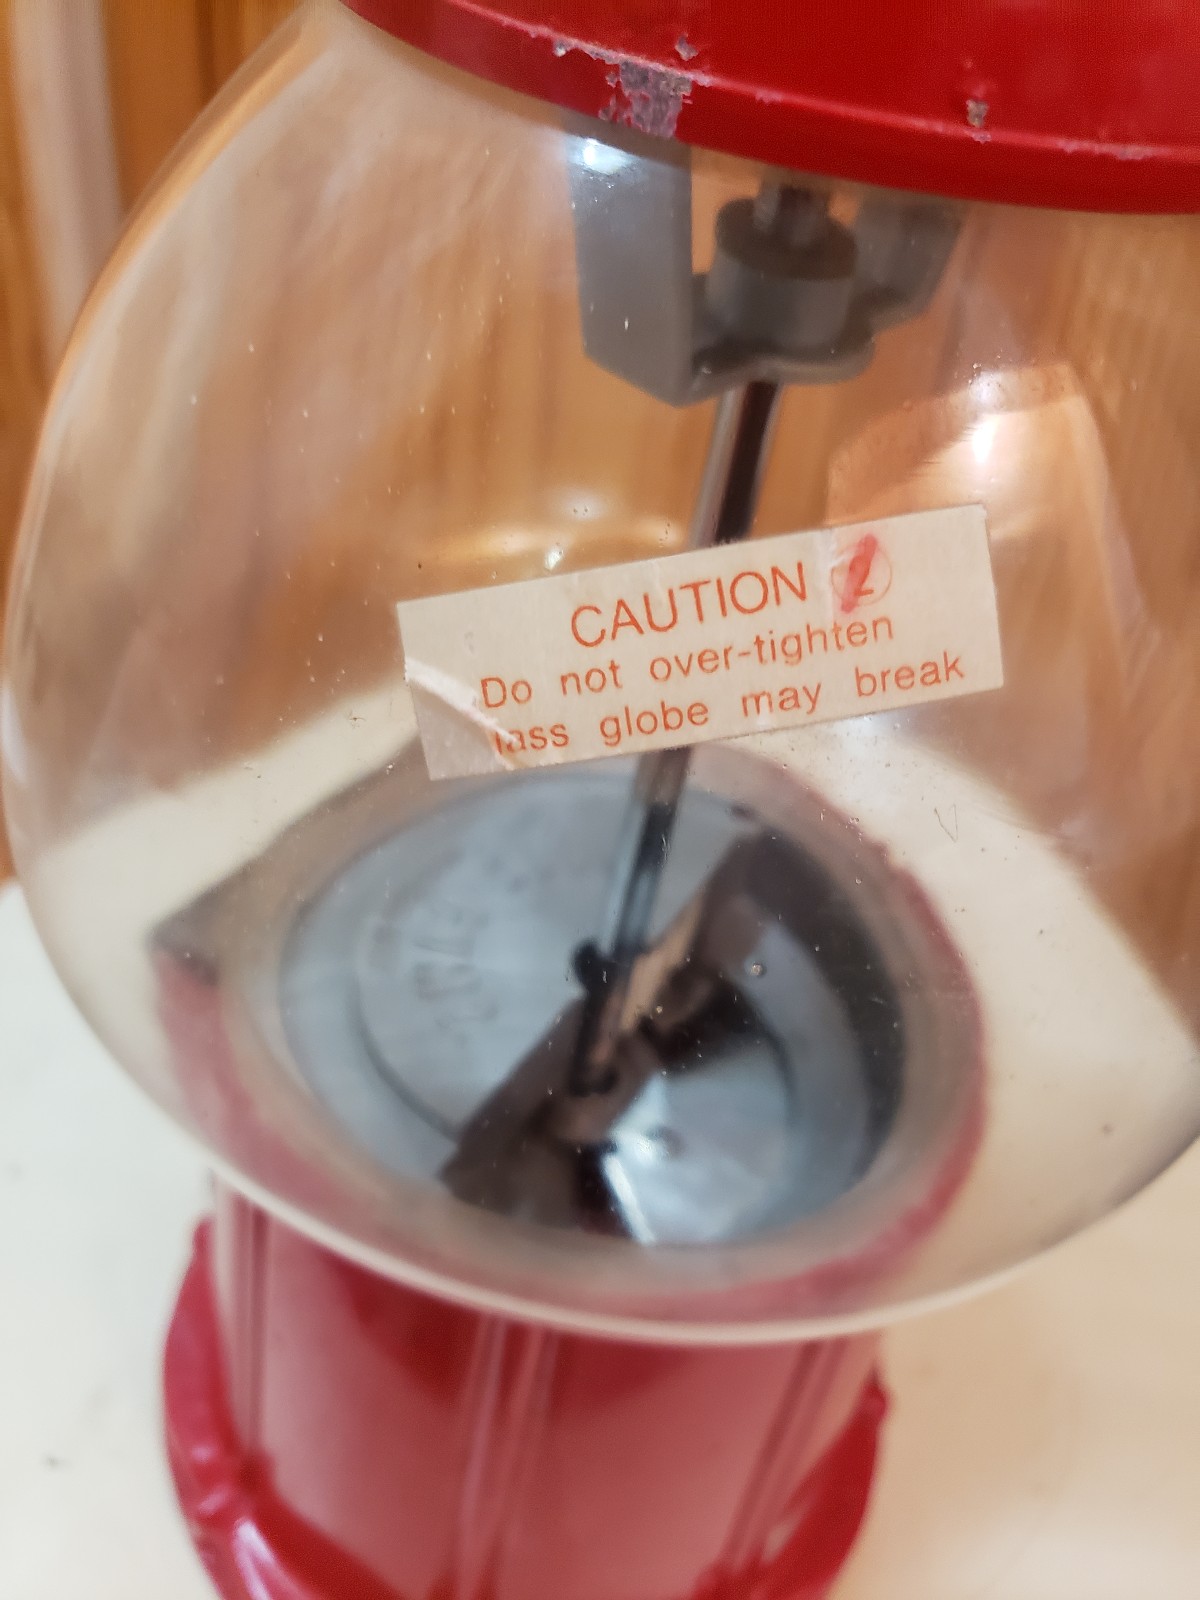 CAUTION 2
Do not over-tighten
lass globe may break